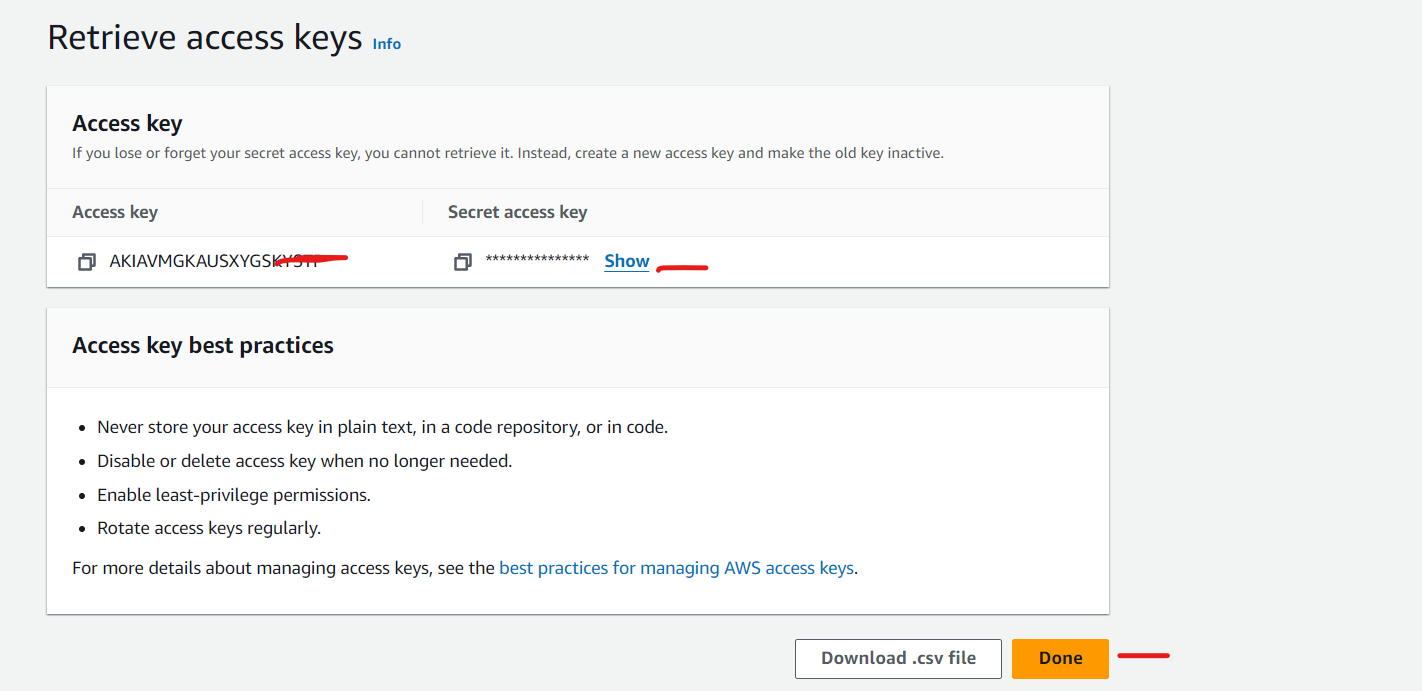 Retrieve access keys Info
Access key
If you lose or forget your secret access key, you cannot retrieve it. Instead, create a new access key and make the old key inactive.
Access key Secret access key
*************** Show
Access key best practices
• Never store your access key in plain text, in a code repository, or in code.
• Disable or delete access key when no longer needed.
• Enable least-privilege permissions.
• Rotate access keys regularly.
For more details about managing access keys, see the best practices for managing AWS access keys.
Download .csv file Done